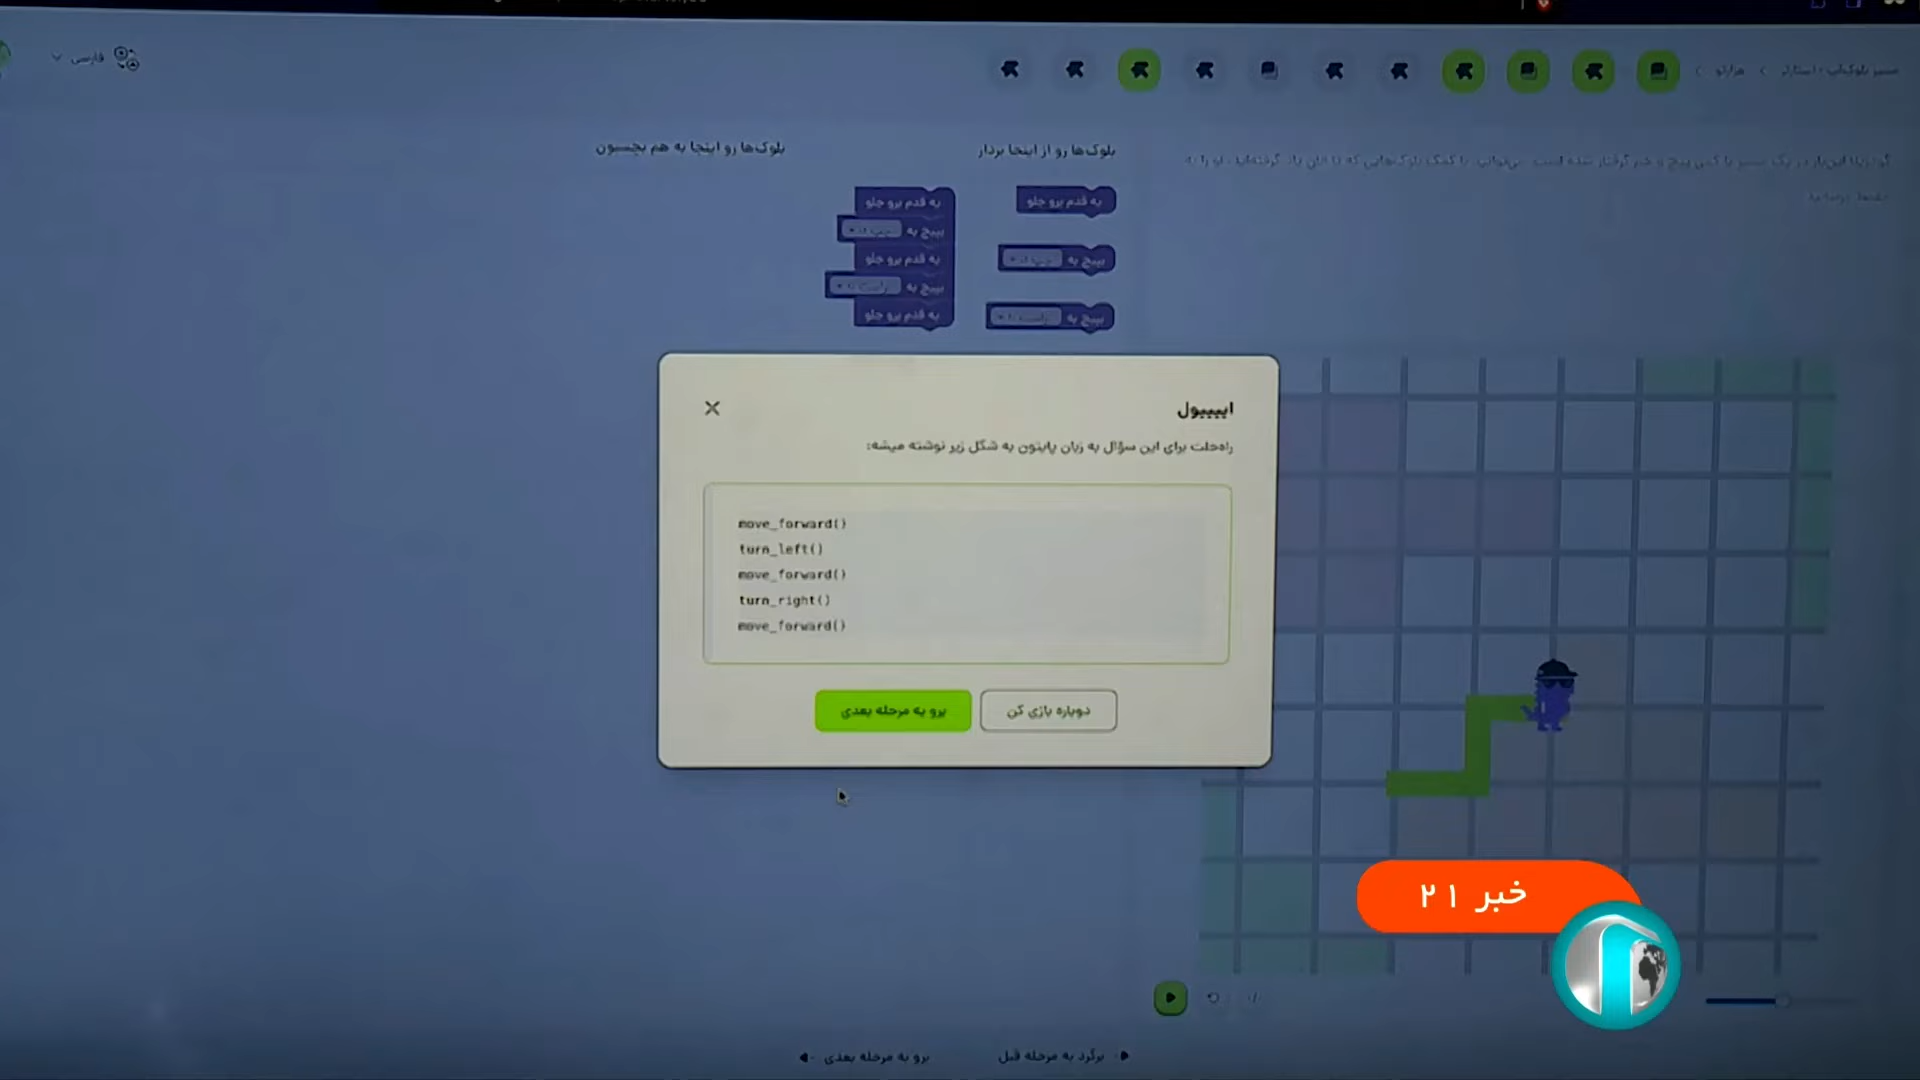 فارسی
بلوک‌ها رو از اینجا بردار
بلوک‌ها رو اینجا به هم بچسبون
یه قدم برو جلو
بپیچ به
بپیچ به
یه قدم برو جلو
بپیچ به
یه قدم برو جلو
بپیچ به
یه قدم برو جلو
ایییییول
راه‌حلت برای این سؤال به زبان پایتون به شکل زیر نوشته میشه:
move_forward()
turn_left()
move_forward()
turn_right()
move_forward()
دوباره بازی کن
برو به مرحله بعدی
خبر ۲۱
برگرد به مرحله قبل
برو به مرحله بعدی